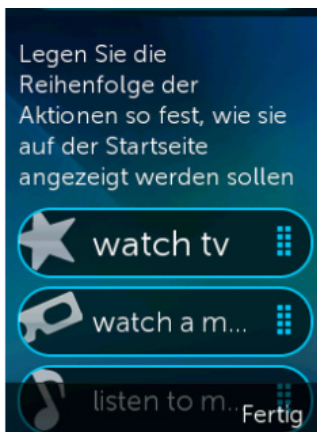 Legen Sie die
Reihenfolge der
Aktionen so fest, wie sie
auf der Startseite
angezeigt werden sollen
watch tv
watch a m...
listen to m...
Fertig